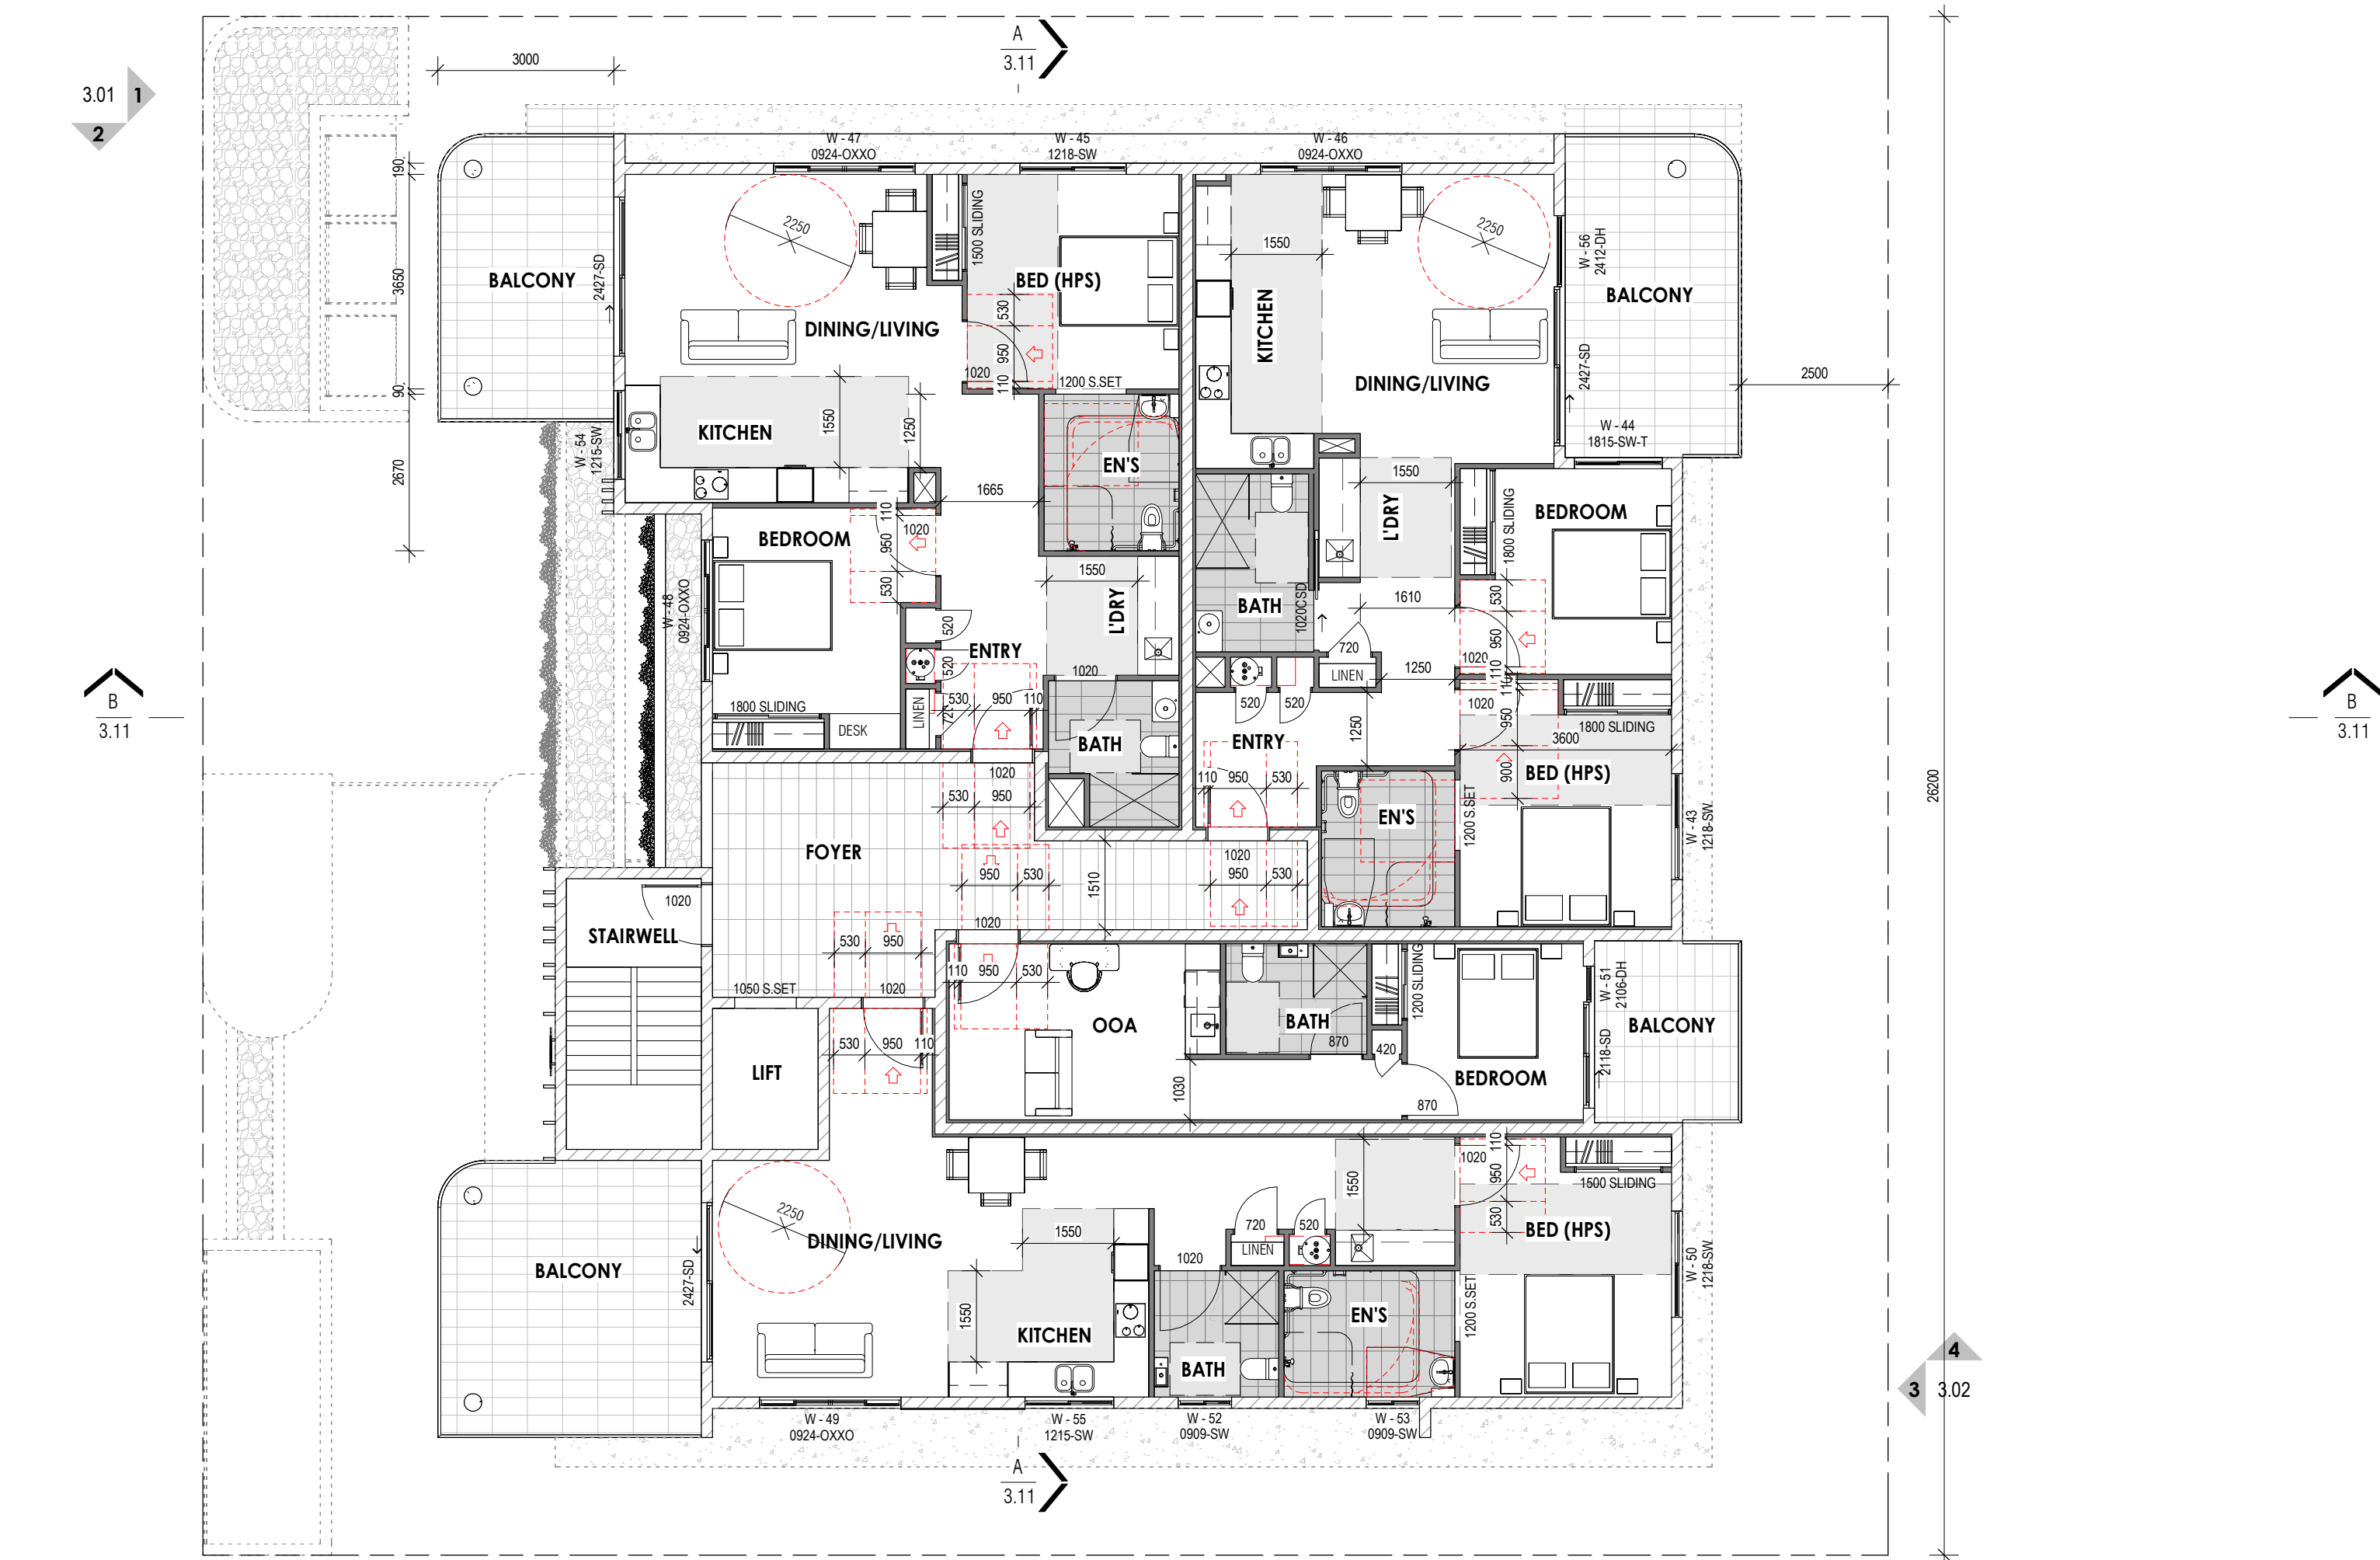 A
3.11
3.01
1
2
3000
W - 47
0924-OXXO
W - 45
1218-SW
W - 46
0924-OXXO
190
3650
90
2670
BALCONY
2427-SD
2250
DINING/LIVING
1500 SLIDING
BED (HPS)
530
950
110
1020
1200 S.SET
1550
KITCHEN
2250
DINING/LIVING
W - 56
2412-DH
2427-SD
BALCONY
2500
W - 44
1815-SW-T
W - 54
1215-SW
KITCHEN
1550
1250
EN'S
1665
1550
L'DRY
BEDROOM
1800 SLIDING
BEDROOM
110
1020
950
530
W - 48
0924-OXXO
520
520
ENTRY
1550
L'DRY
1020
BATH
1020CSD
1610
720
LINEN
1250
530
950
1020
110
110
1020
950
900
1800 SLIDING
3600
BED (HPS)
1800 SLIDING
DESK
LINEN
530
950
110
BATH
520
520
ENTRY
1250
110
950
530
EN'S
1200 S.SET
W - 43
1218-SW
B
3.11
B
3.11
26200
1020
530
950
FOYER
950
530
1510
1020
1020
950
530
STAIRWELL
1020
530
950
1050 S.SET
1020
110
950
530
OOA
BATH
870
1200 SLIDING
420
BEDROOM
870
1030
W - 51
2106-DH
2118-SD
BALCONY
LIFT
530
950
110
BALCONY
2427-SD
2250
DINING/LIVING
1550
1550
KITCHEN
1020
720
LINEN
520
1550
1020
110
950
530
1500 SLIDING
BED (HPS)
W - 50
1218-SW
1200 S.SET
EN'S
BATH
W - 49
0924-OXXO
W - 55
1215-SW
W - 52
0909-SW
W - 53
0909-SW
4
3
3.02
A
3.11